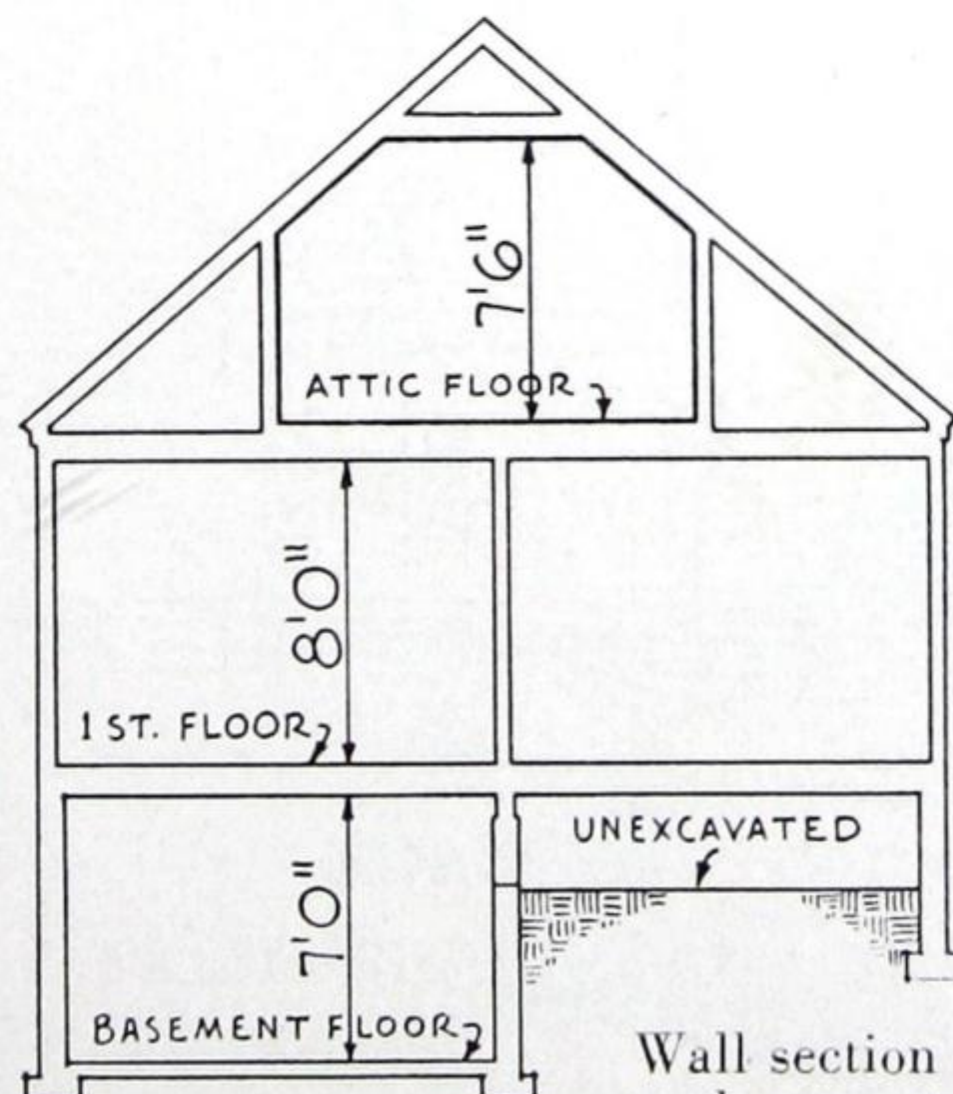 7'6"
ATTIC FLOOR
8'0"
1 ST. FLOOR
UNEXCAVATED
7'0"
BASEMENT FLOOR
Wall section